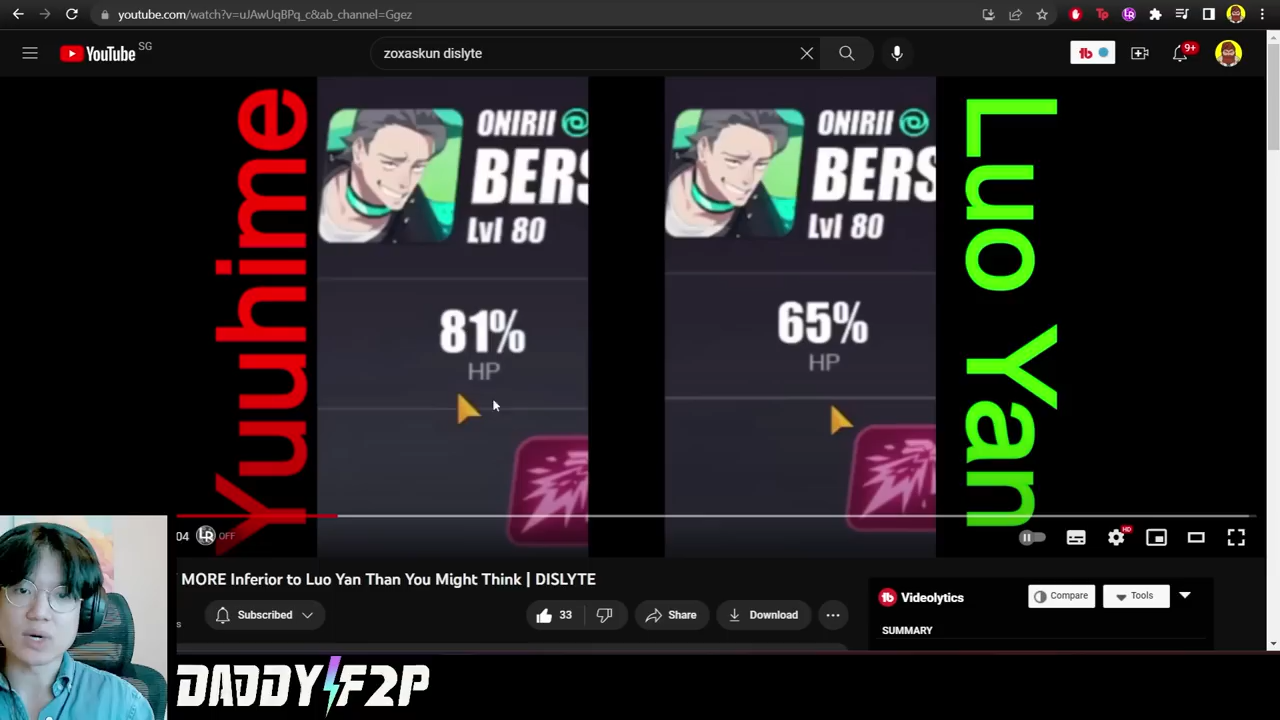 youtube.com/watch?v=uJAwUqBPq_c&ab_channel=Ggez
YouTube SG
zoxaskun dislyte
9+
Yuuhime
ONIRII
BERS
Lvl 80
81%
HP
ONIRII
BERS
Lvl 80
65%
HP
Luo Yan
04
LR OFF
HD
MORE Inferior to Luo Yan Than You Might Think | DISLYTE
Subscribed
33
Share
Download
Videolytics
Compare
Tools
SUMMARY
DADDY F2P